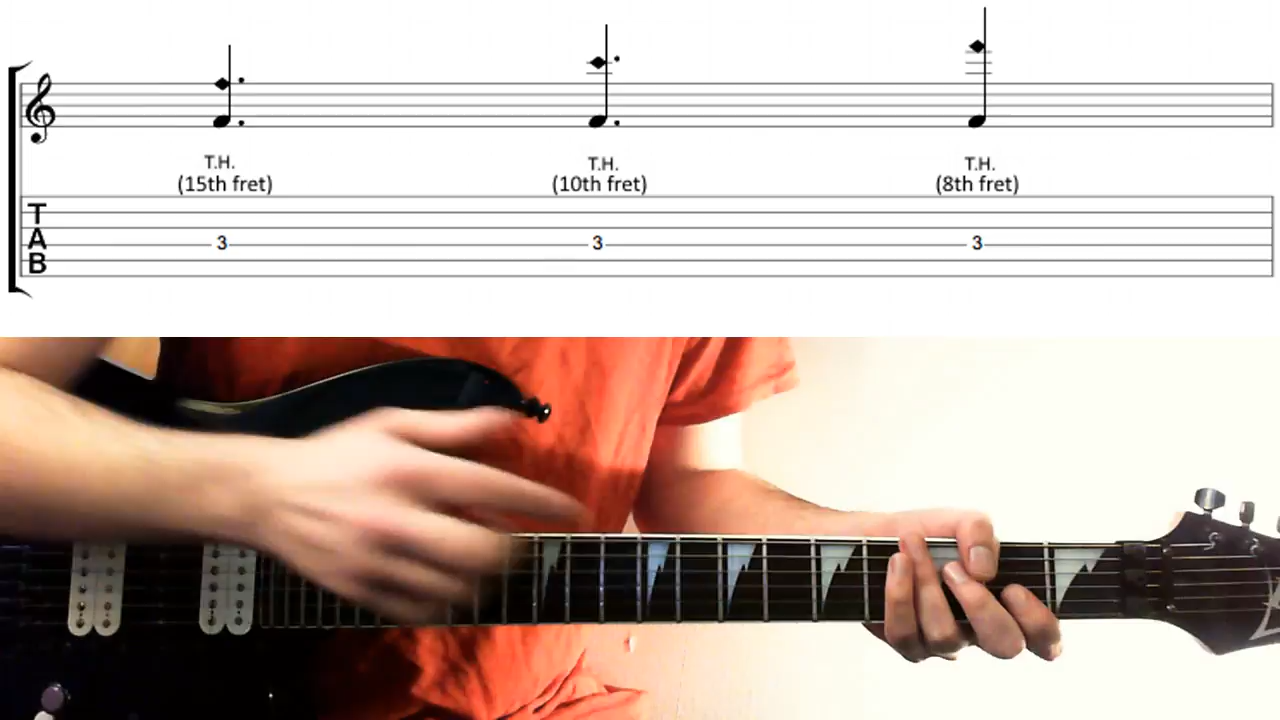 T.H. T.H. T.H.
(15th fret) (10th fret) (8th fret)
T
A 3 3 3
B